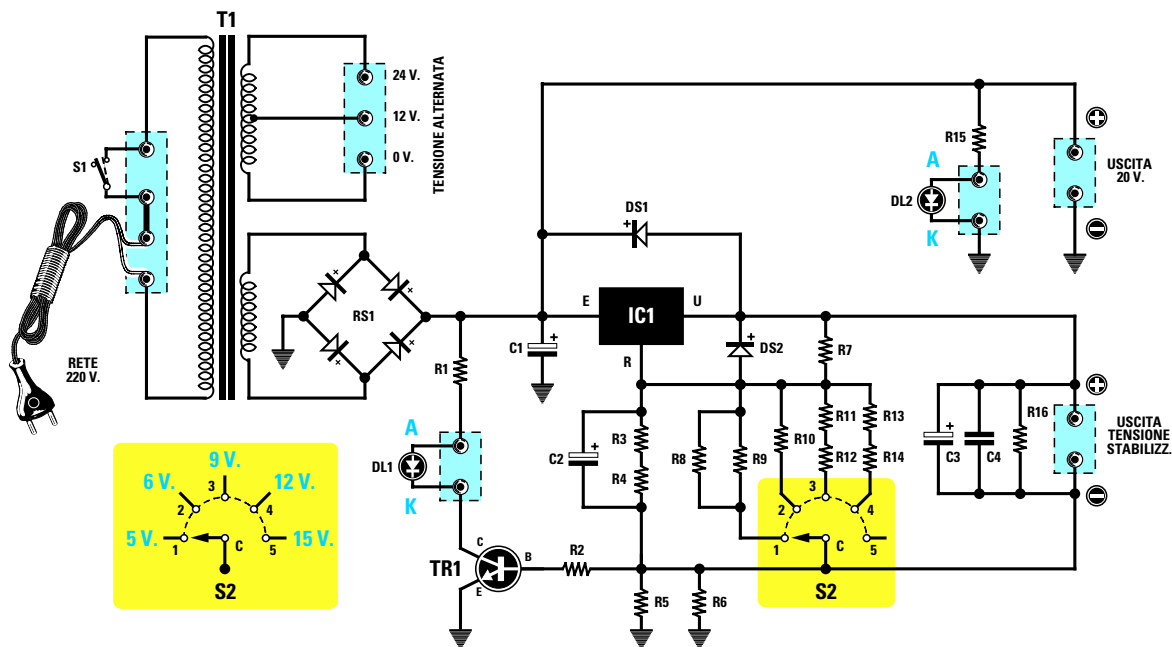 T1
24 V.
12 V.
0 V.
TENSIONE ALTERNATA
S1
RETE
220 V.
RS1
R1
A
DL1
K
C
B
E
TR1
R2
C1
+
E
IC1
U
R
DS1
+
DS2
+
R7
R15
A
DL2
K
+
USCITA
20 V.
−
C2
+
R3
R4
R8
R9
R10
R11
R12
R13
R14
C3
+
C4
R16
+
USCITA
TENSIONE
STABILIZZ.
−
R5
R6
1
2
3
4
5
C
S2
5 V.
6 V.
9 V.
12 V.
15 V.
1
2
3
4
5
C
S2